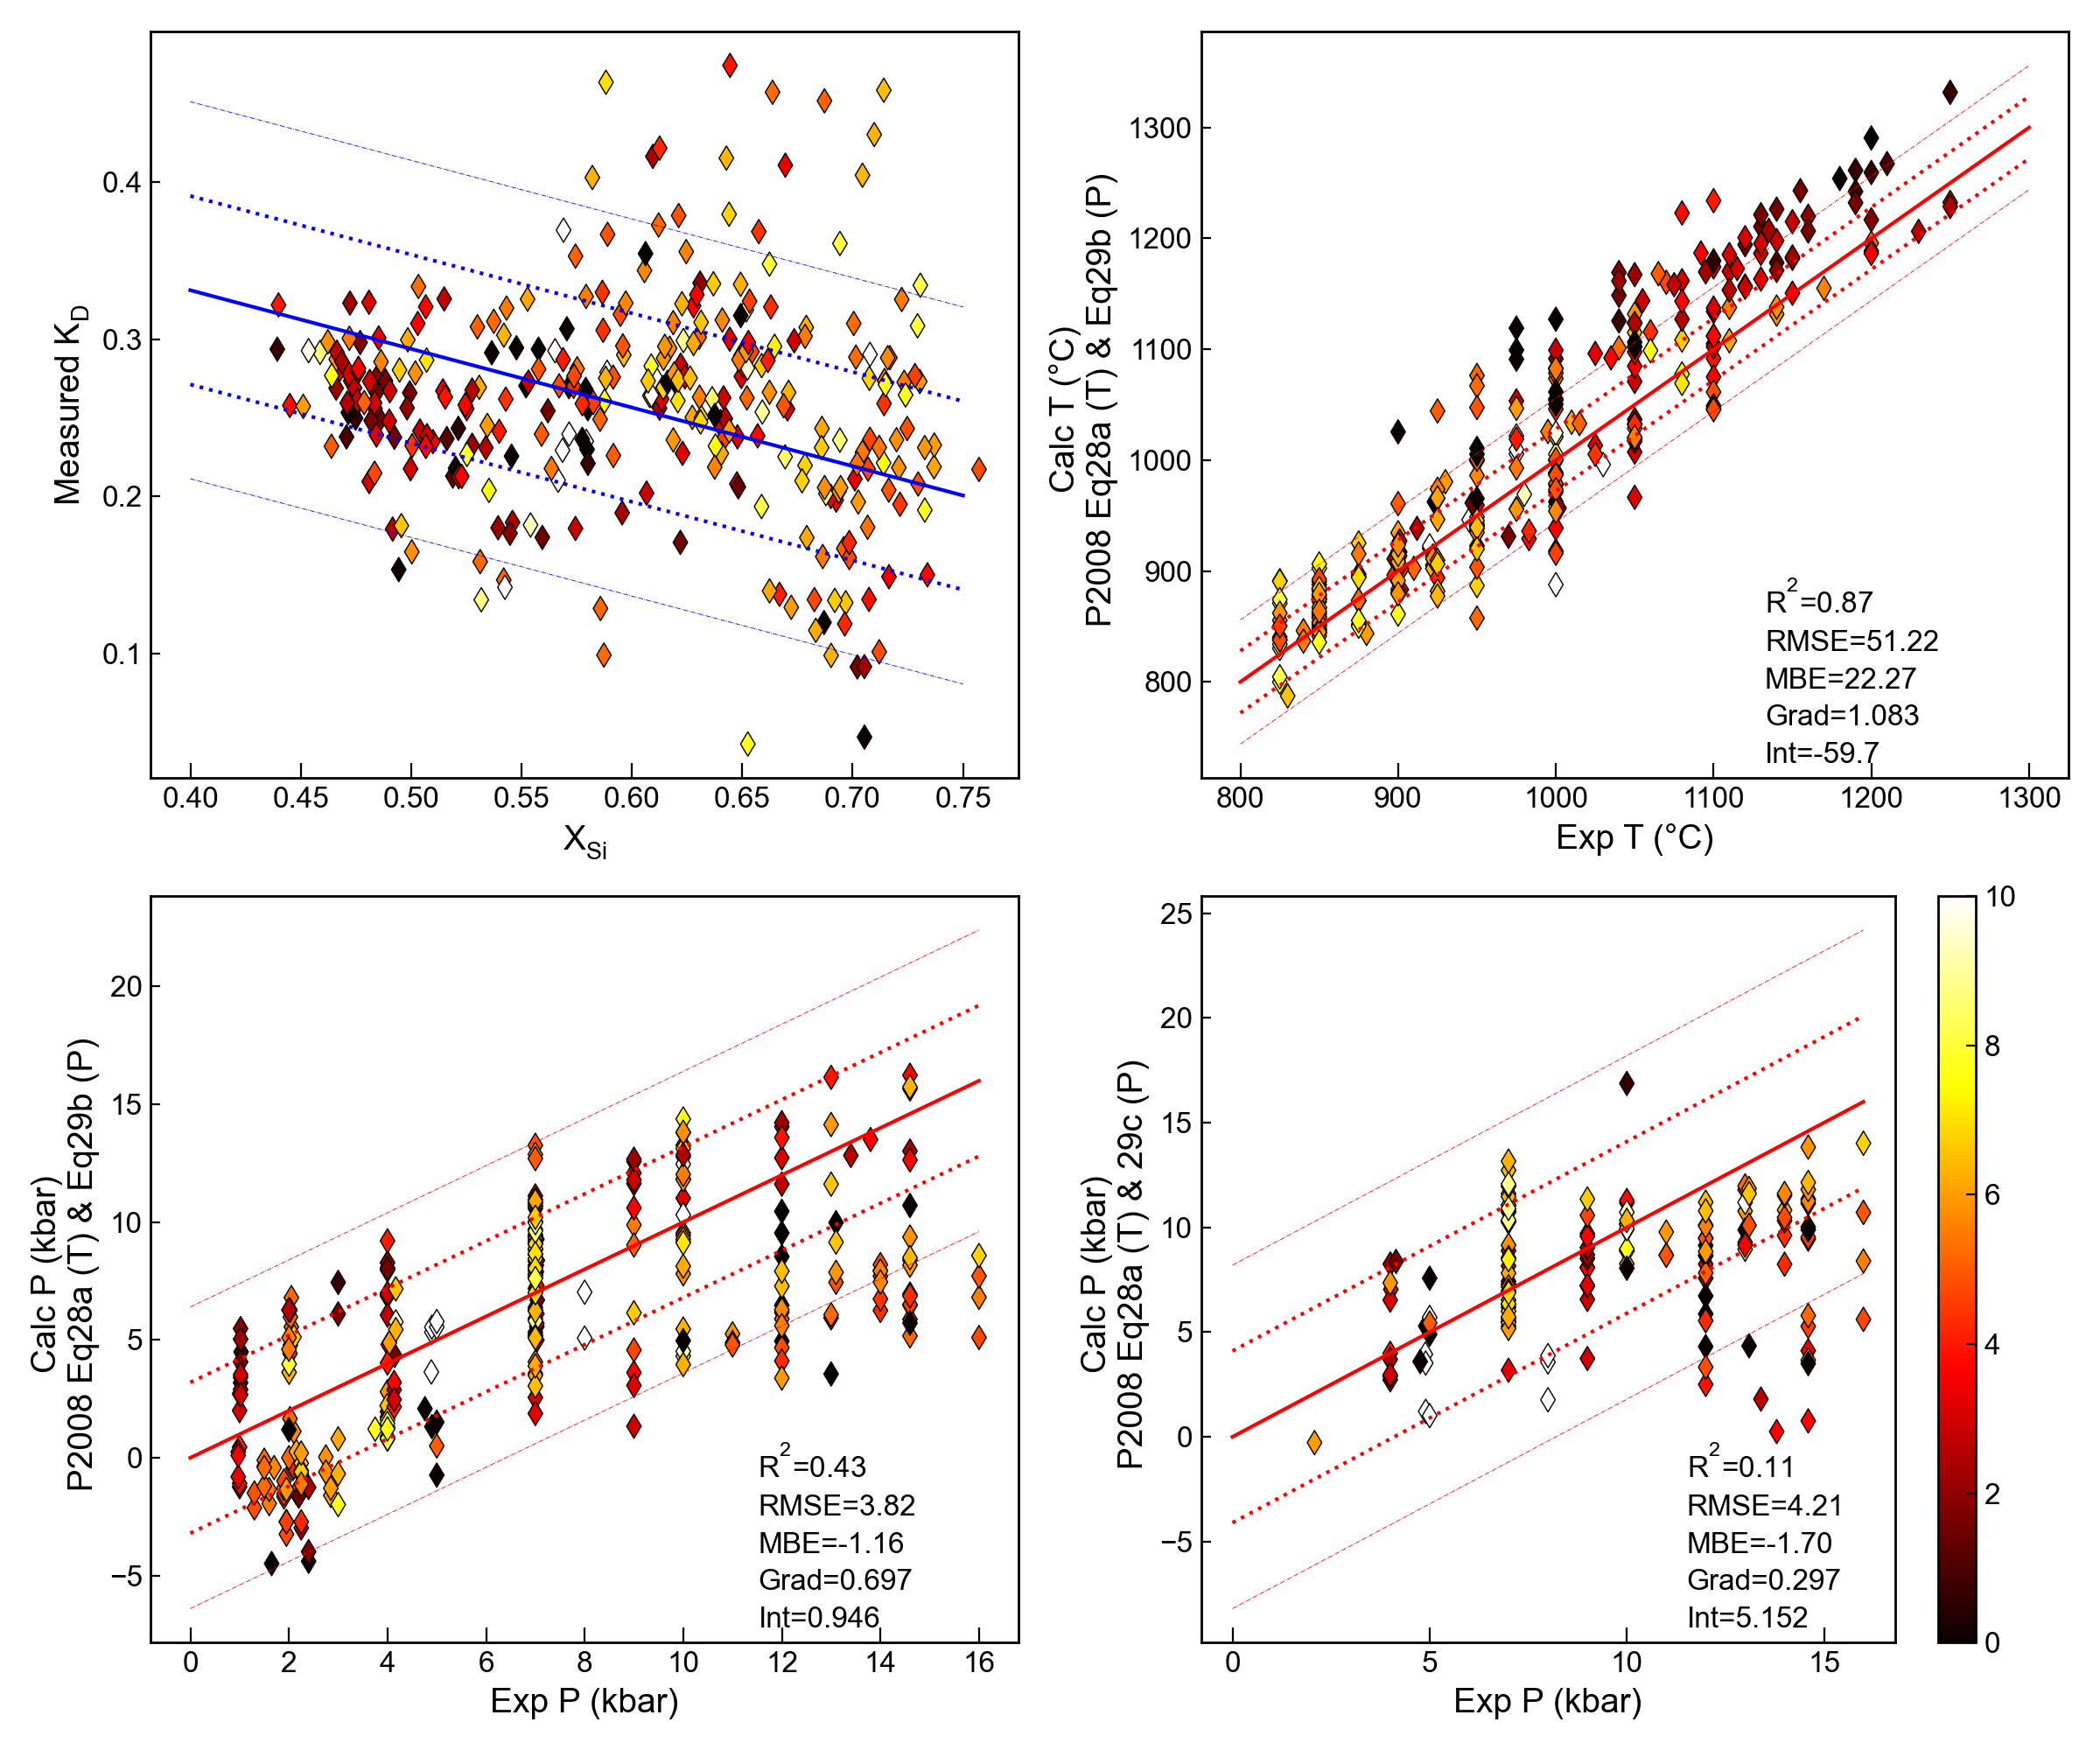 Measured K_D
0.4
0.3
0.2
0.1
0.40 0.45 0.50 0.55 0.60 0.65 0.70 0.75
X_Si
P2008 Eq28a (T) & Eq29b (P)
Calc T (°C)
1300
1200
1100
1000
900
800
R²=0.87
RMSE=51.22
MBE=22.27
Grad=1.083
Int=-59.7
800 900 1000 1100 1200 1300
Exp T (°C)
Calc P (kbar)
P2008 Eq28a (T) & Eq29b (P)
20
15
10
5
0
−5
R²=0.43
RMSE=3.82
MBE=-1.16
Grad=0.697
Int=0.946
0 2 4 6 8 10 12 14 16
Exp P (kbar)
Calc P (kbar)
P2008 Eq28a (T) & 29c (P)
25
20
15
10
5
0
−5
R²=0.11
RMSE=4.21
MBE=-1.70
Grad=0.297
Int=5.152
0 5 10 15
Exp P (kbar)
10
8
6
4
2
0